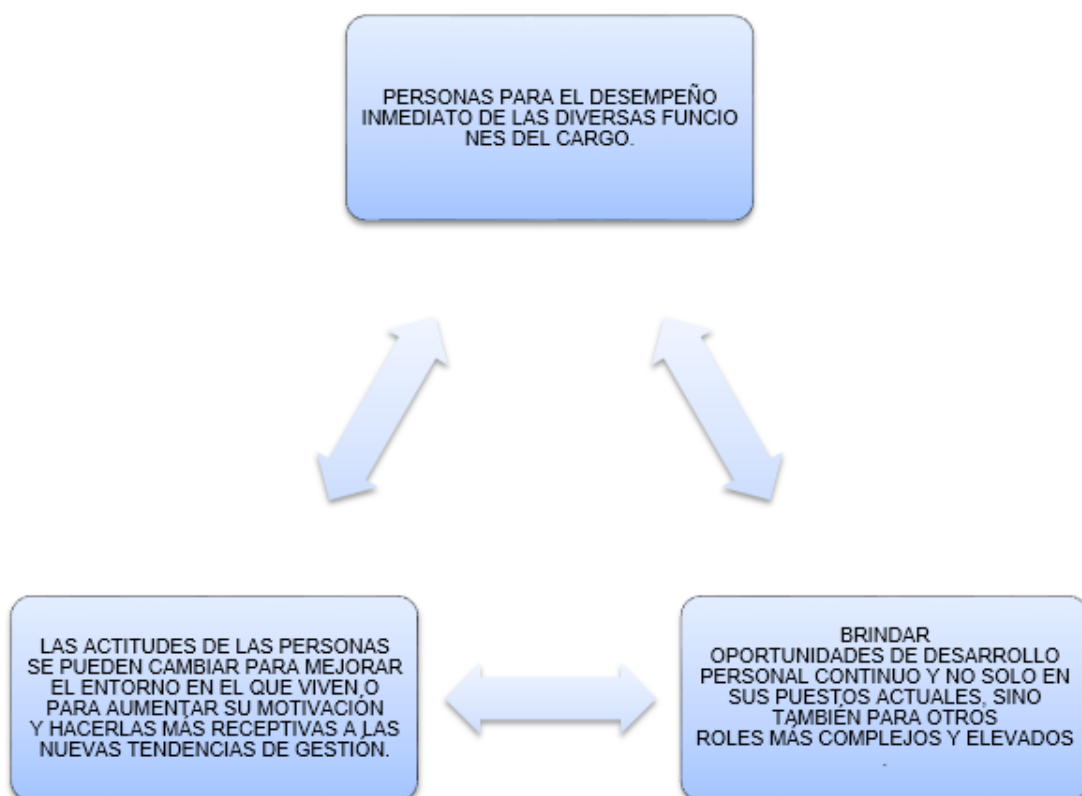 PERSONAS PARA EL DESEMPEÑO
INMEDIATO DE LAS DIVERSAS FUNCIO
NES DEL CARGO.
LAS ACTITUDES DE LAS PERSONAS
SE PUEDEN CAMBIAR PARA MEJORAR
EL ENTORNO EN EL QUE VIVEN,O
PARA AUMENTAR SU MOTIVACIÓN
Y HACERLAS MÁS RECEPTIVAS A LAS
NUEVAS TENDENCIAS DE GESTIÓN.
BRINDAR
OPORTUNIDADES DE DESARROLLO
PERSONAL CONTINUO Y NO SOLO EN
SUS PUESTOS ACTUALES, SINO
TAMBIÉN PARA OTROS
ROLES MÁS COMPLEJOS Y ELEVADOS
.